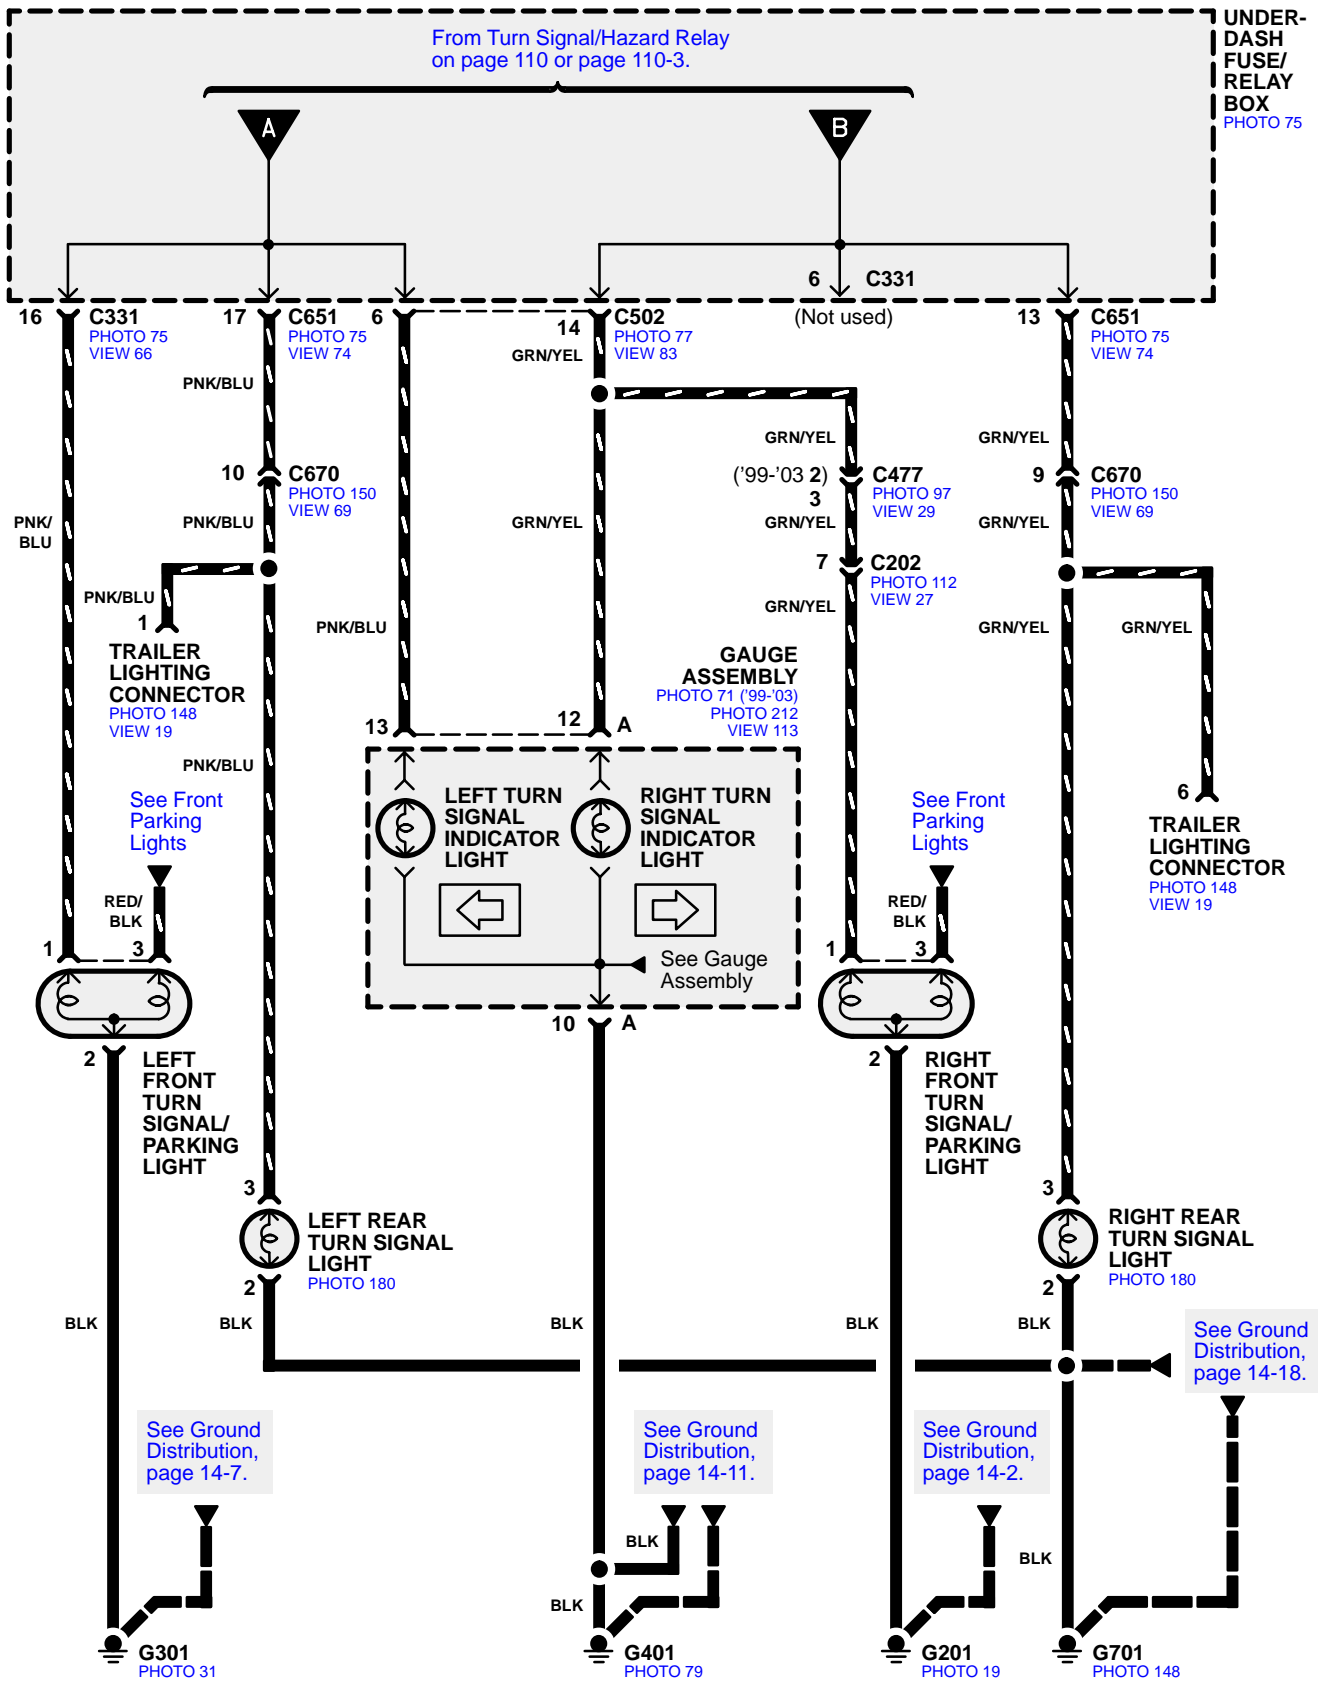 UNDER-
DASH
FUSE/
RELAY
BOX
PHOTO 75
From Turn Signal/Hazard Relay
on page 110 or page 110-3.
A
B
6 C331
(Not used)
16 C331
PHOTO 75
VIEW 66
17 C651
PHOTO 75
VIEW 74
6
14 C502
PHOTO 77
VIEW 83
13 C651
PHOTO 75
VIEW 74
GRN/YEL
PNK/BLU
GRN/YEL
GRN/YEL
10 C670
PHOTO 150
VIEW 69
('99-'03 2)
3
C477
PHOTO 97
VIEW 29
9 C670
PHOTO 150
VIEW 69
PNK/
BLU
PNK/BLU
GRN/YEL
GRN/YEL
GRN/YEL
7 C202
PHOTO 112
VIEW 27
PNK/BLU
1
TRAILER
LIGHTING
CONNECTOR
PHOTO 148
VIEW 19
PNK/BLU
GRN/YEL
GRN/YEL
GRN/YEL
GAUGE
ASSEMBLY
PHOTO 71 ('99-'03)
PHOTO 212
VIEW 113
13
12 A
PNK/BLU
See Front
Parking
Lights
LEFT TURN
SIGNAL
INDICATOR
LIGHT
RIGHT TURN
SIGNAL
INDICATOR
LIGHT
See Front
Parking
Lights
6
TRAILER
LIGHTING
CONNECTOR
PHOTO 148
VIEW 19
RED/
BLK
RED/
BLK
1
3
See Gauge
Assembly
1
3
10 A
2
LEFT
FRONT
TURN
SIGNAL/
PARKING
LIGHT
2
RIGHT
FRONT
TURN
SIGNAL/
PARKING
LIGHT
3
LEFT REAR
TURN SIGNAL
LIGHT
PHOTO 180
2
3
RIGHT REAR
TURN SIGNAL
LIGHT
PHOTO 180
2
BLK
BLK
BLK
BLK
BLK
See Ground
Distribution,
page 14-18.
See Ground
Distribution,
page 14-7.
See Ground
Distribution,
page 14-11.
See Ground
Distribution,
page 14-2.
BLK
BLK
BLK
G301
PHOTO 31
G401
PHOTO 79
G201
PHOTO 19
G701
PHOTO 148